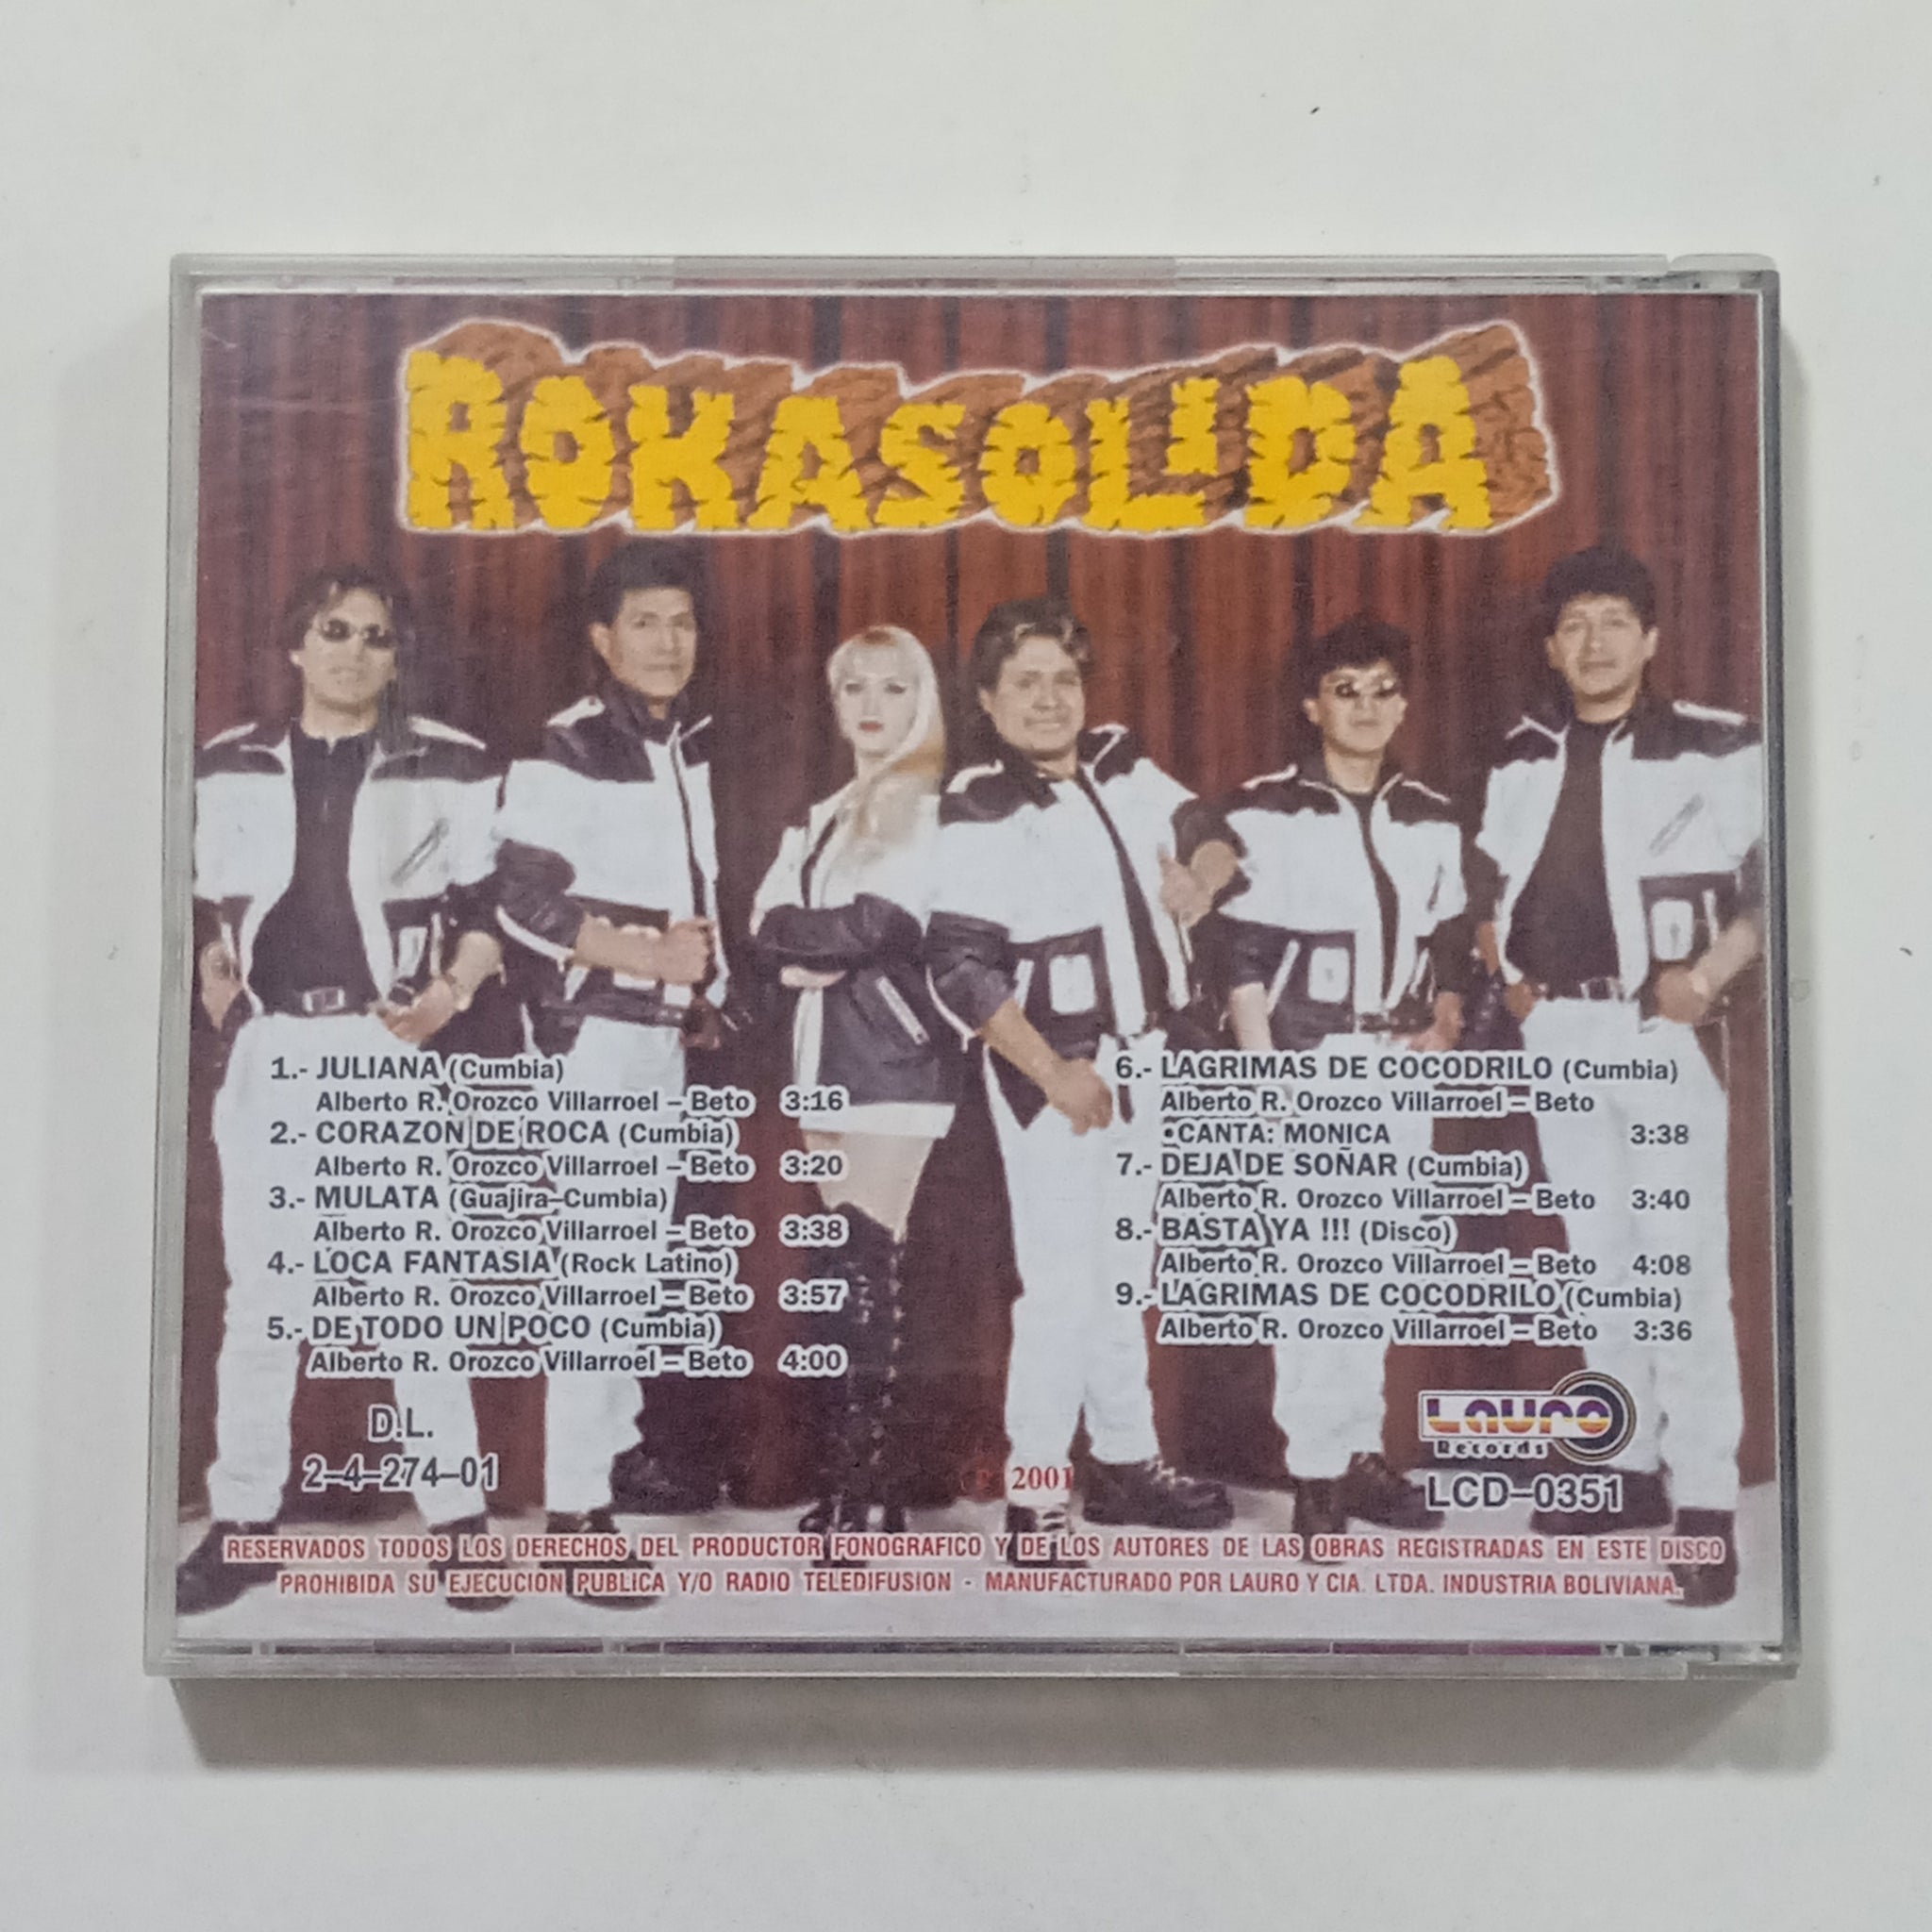 ROKASOLIDA
1.- JULIANA (Cumbia)
Alberto R. Orozco Villarroel – Beto 3:16
2.- CORAZON DE ROCA (Cumbia)
Alberto R. Orozco Villarroel – Beto 3:20
3.- MULATA (Guajira–Cumbia)
Alberto R. Orozco Villarroel – Beto 3:38
4.- LOCA FANTASIA (Rock Latino)
Alberto R. Orozco Villarroel – Beto 3:57
5.- DE TODO UN POCO (Cumbia)
Alberto R. Orozco Villarroel – Beto 4:00
6.- LAGRIMAS DE COCODRILO (Cumbia)
Alberto R. Orozco Villarroel – Beto
•CANTA: MONICA 3:38
7.- DEJA DE SOÑAR (Cumbia)
Alberto R. Orozco Villarroel – Beto 3:40
8.- BASTA YA !!! (Disco)
Alberto R. Orozco Villarroel – Beto 4:08
9.- LAGRIMAS DE COCODRILO (Cumbia)
Alberto R. Orozco Villarroel – Beto 3:36
D.L.
2–4–274–01
2001
Lauro
Records
LCD–0351
RESERVADOS TODOS LOS DERECHOS DEL PRODUCTOR FONOGRAFICO Y DE LOS AUTORES DE LAS OBRAS REGISTRADAS EN ESTE DISCO
PROHIBIDA SU EJECUCION PUBLICA Y/O RADIO TELEDIFUSION - MANUFACTURADO POR LAURO Y CIA. LTDA. INDUSTRIA BOLIVIANA.